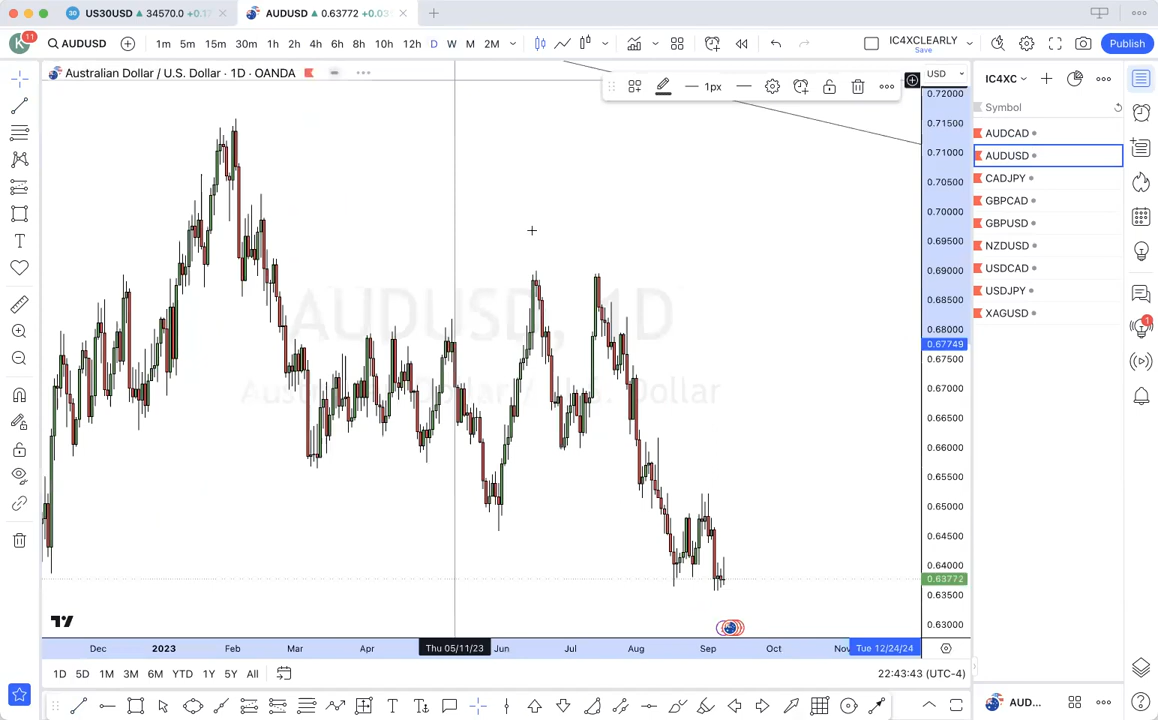 US30USD 34570.0 +0.1
AUDUSD 0.63772 +0.03
K 11 AUDUSD 1m 5m 15m 30m 1h 2h 4h 6h 8h 10h 12h D W M 2M IC4XCLEARLY Save Publish
Australian Dollar / U.S. Dollar · 1D · OANDA
1px
USD
IC4XC
Symbol
AUDCAD
AUDUSD
CADJPY
GBPCAD
GBPUSD
NZDUSD
USDCAD
USDJPY
XAGUSD
AUDUSD, 1D
Australian Dollar / U.S. Dollar
0.72000
0.71500
0.71000
0.70500
0.70000
0.69500
0.69000
0.68500
0.68000
0.67749
0.67500
0.67000
0.66500
0.66000
0.65500
0.65000
0.64500
0.64000
0.63772
0.63500
0.63000
1
Dec 2023 Feb Mar Apr Thu 05/11/23 Jun Jul Aug Sep Oct Nov Tue 12/24/24
1D 5D 1M 3M 6M YTD 1Y 5Y All 22:43:43 (UTC-4)
AUD...